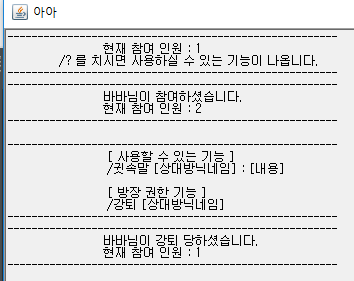 아아
------------------------------------------------
현재 참여 인원 : 1
/? 를 치시면 사용하실 수 있는 기능이 나옵니다.
------------------------------------------------
------------------------------------------------
바바님이 참여하셨습니다.
현재 참여 인원 : 2
------------------------------------------------
------------------------------------------------
[ 사용할 수 있는 기능 ]
/귓속말 [상대방닉네임] : [내용]
[ 방장 권한 기능 ]
/강퇴 [상대방닉네임]
------------------------------------------------
------------------------------------------------
바바님이 강퇴 당하셨습니다.
현재 참여 인원 : 1
------------------------------------------------